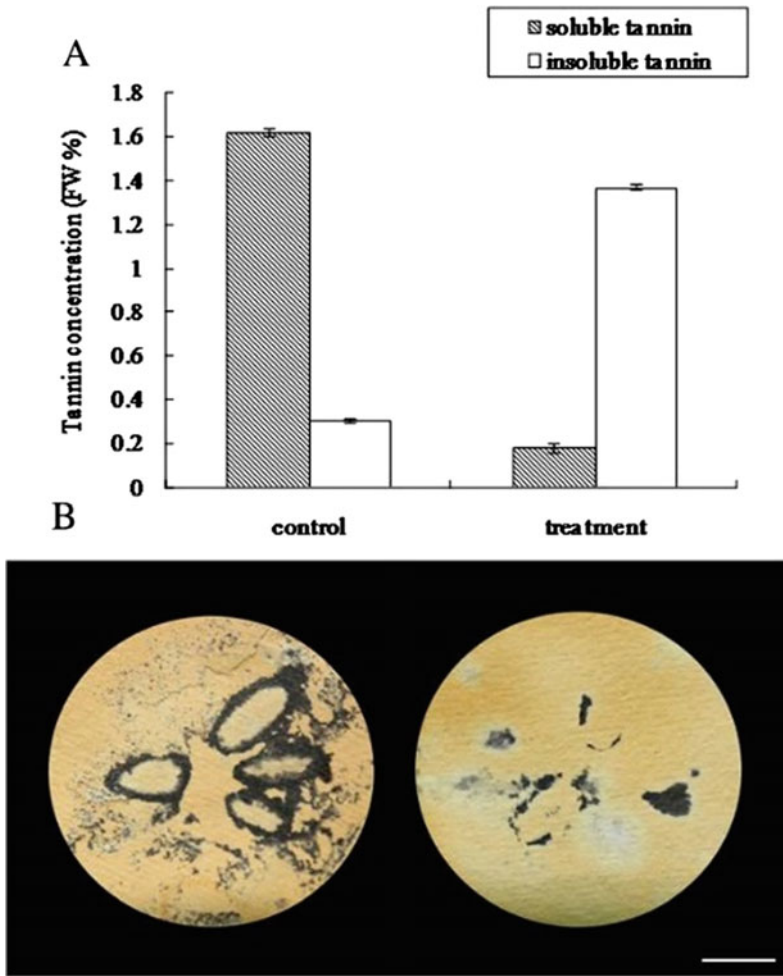 A
soluble tannin
insoluble tannin
Tannin concentration (FW %)
1.8
1.6
1.4
1.2
1
0.8
0.6
0.4
0.2
0
control
treatment
B